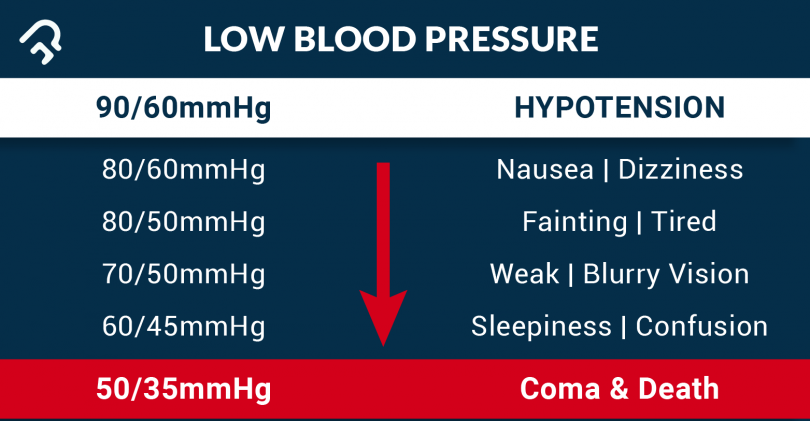 LOW BLOOD PRESSURE
90/60mmHg HYPOTENSION
80/60mmHg Nausea | Dizziness
80/50mmHg Fainting | Tired
70/50mmHg Weak | Blurry Vision
60/45mmHg Sleepiness | Confusion
50/35mmHg Coma & Death